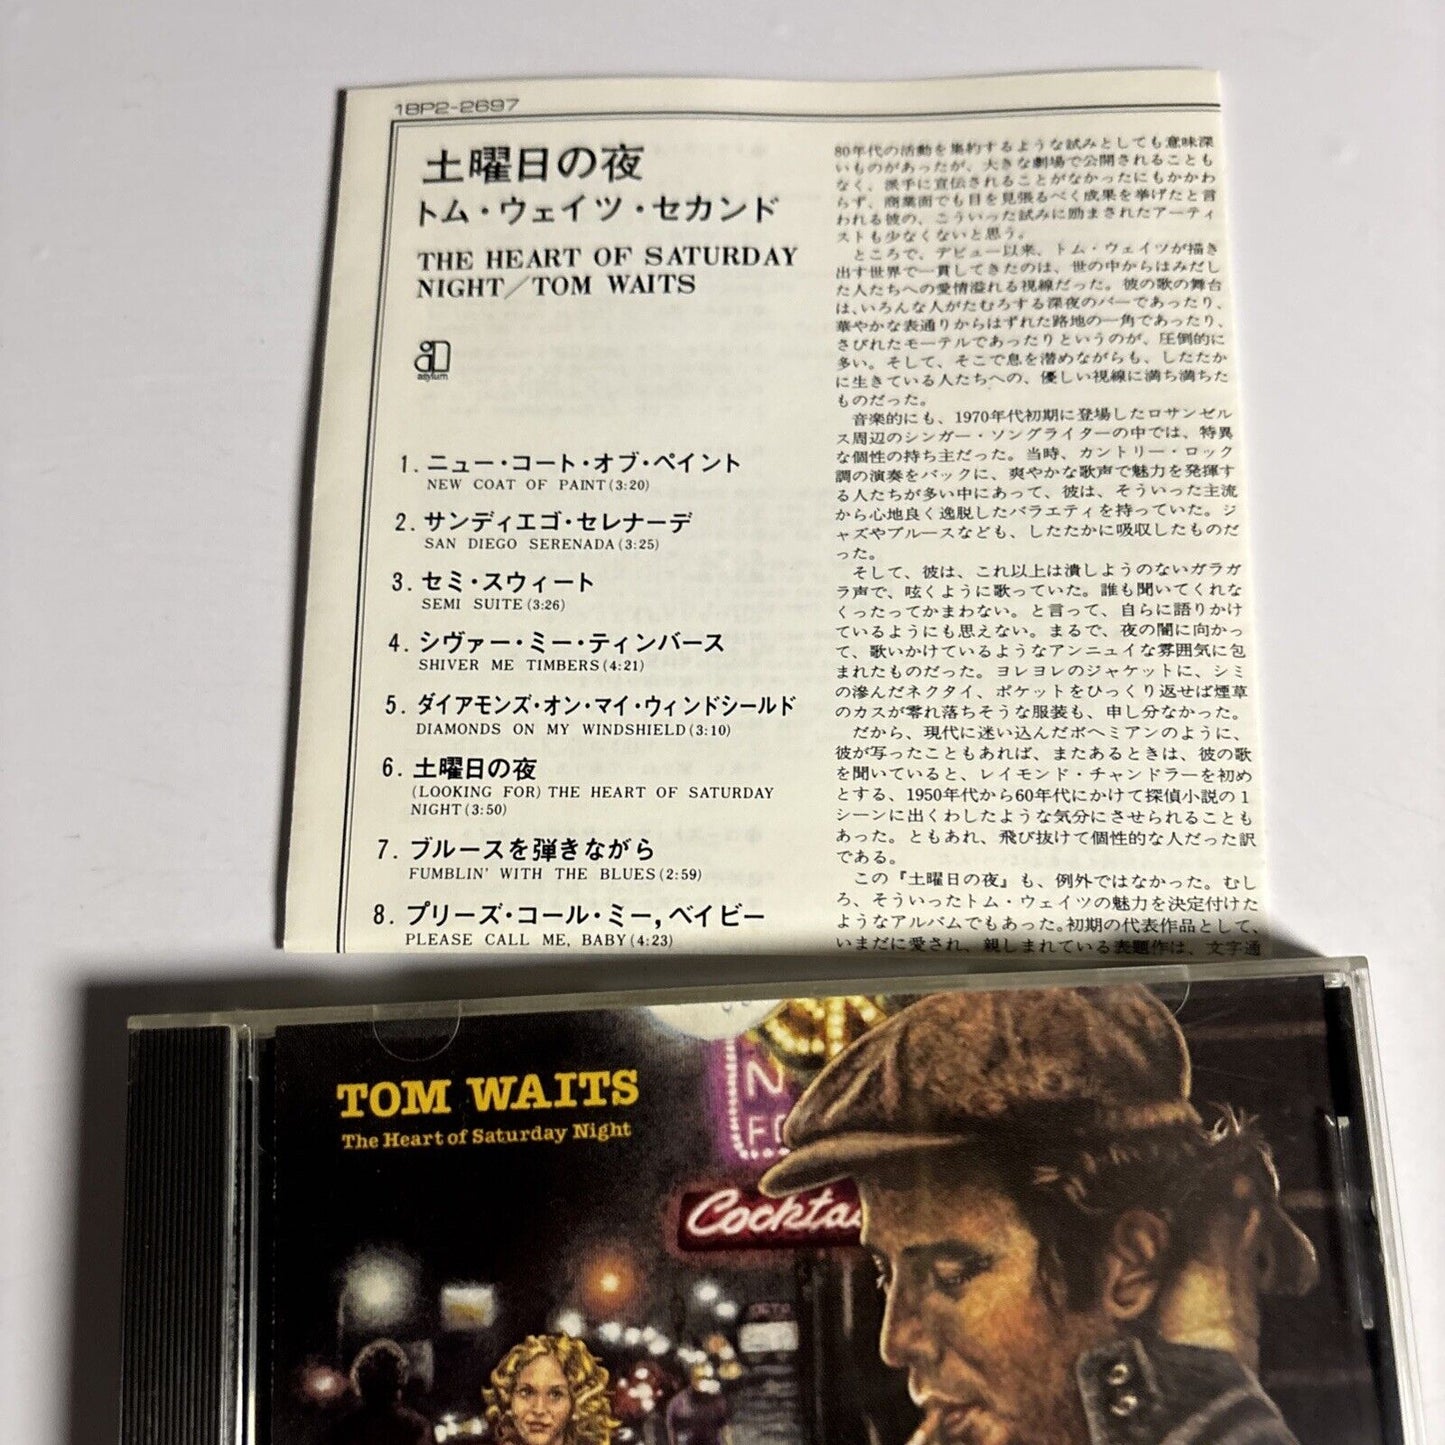 18P2-2697
土曜日の夜
トム・ウェイツ・セカンド
THE HEART OF SATURDAY
NIGHT／TOM WAITS
asylum
1. ニュー・コート・オブ・ペイント
NEW COAT OF PAINT(3:20)
2. サンディエゴ・セレナーデ
SAN DIEGO SERENADA(3:25)
3. セミ・スウィート
SEMI SUITE(3:26)
4. シヴァー・ミー・ティンバース
SHIVER ME TIMBERS(4:21)
5. ダイアモンズ・オン・マイ・ウィンドシールド
DIAMONDS ON MY WINDSHIELD(3:10)
6. 土曜日の夜
(LOOKING FOR) THE HEART OF SATURDAY
NIGHT(3:50)
7. ブルースを弾きながら
FUMBLIN' WITH THE BLUES(2:59)
8. プリーズ・コール・ミー, ベイビー
PLEASE CALL ME, BABY(4:23)
80年代の活動を集約するような試みとしても意味深
いものがあったが、大きな劇場で公開されることも
なく、派手に宣伝されることがなかったにもかかわ
らず、商業面でも目を見張るべく成果を挙げたと言
われる彼の、こういった試みに励まされたアーティ
ストも少なくないと思う。
ところで、デビュー以来、トム・ウェイツが描き
出す世界で一貫してきたのは、世の中からはみだし
た人たちへの愛情溢れる視線だった。彼の歌の舞台
は、いろんな人がたむろする深夜のバーであったり、
華やかな表通りからはずれた路地の一角であったり、
さびれたモーテルであったりというのが、圧倒的に
多い。そして、そこで息を潜めながらも、したたか
に生きている人たちへの、優しい視線に満ち満ちた
ものだった。
音楽的にも、1970年代初期に登場したロサンゼル
ス周辺のシンガー・ソングライターの中では、特異
な個性の持ち主だった。当時、カントリー・ロック
調の演奏をバックに、爽やかな歌声で魅力を発揮す
る人たちが多い中にあって、彼は、そういった主流
から心地良く逸脱したバラエティを持っていた。ジ
ャズやブルースなども、したたかに吸収したものだ
った。
そして、彼は、これ以上は潰しようのないガラガ
ラ声で、呟くように歌っていた。誰も聞いてくれな
くったってかまわない。と言って、自らに語りかけ
ているようにも思えない。まるで、夜の闇に向かっ
て、歌いかけているようなアンニュイな雰囲気に包
まれたものだった。ヨレヨレのジャケットに、シミ
の滲んだネクタイ、ポケットをひっくり返せば煙草
のカスが零れ落ちそうな服装も、申し分なかった。
だから、現代に迷い込んだボヘミアンのように、
彼が写ったこともあれば、またあるときは、彼の歌
を聞いていると、レイモンド・チャンドラーを初め
とする、1950年代から60年代にかけて探偵小説の1
シーンに出くわしたような気分にさせられることも
あった。ともあれ、飛び抜けて個性的な人だった訳
である。
この『土曜日の夜』も、例外ではなかった。むし
ろ、そういったトム・ウェイツの魅力を決定付けた
ようなアルバムでもあった。初期の代表作品として、
いまだに愛され、親しまれている表題作は、文字通
TOM WAITS
The Heart of Saturday Night
Cockta